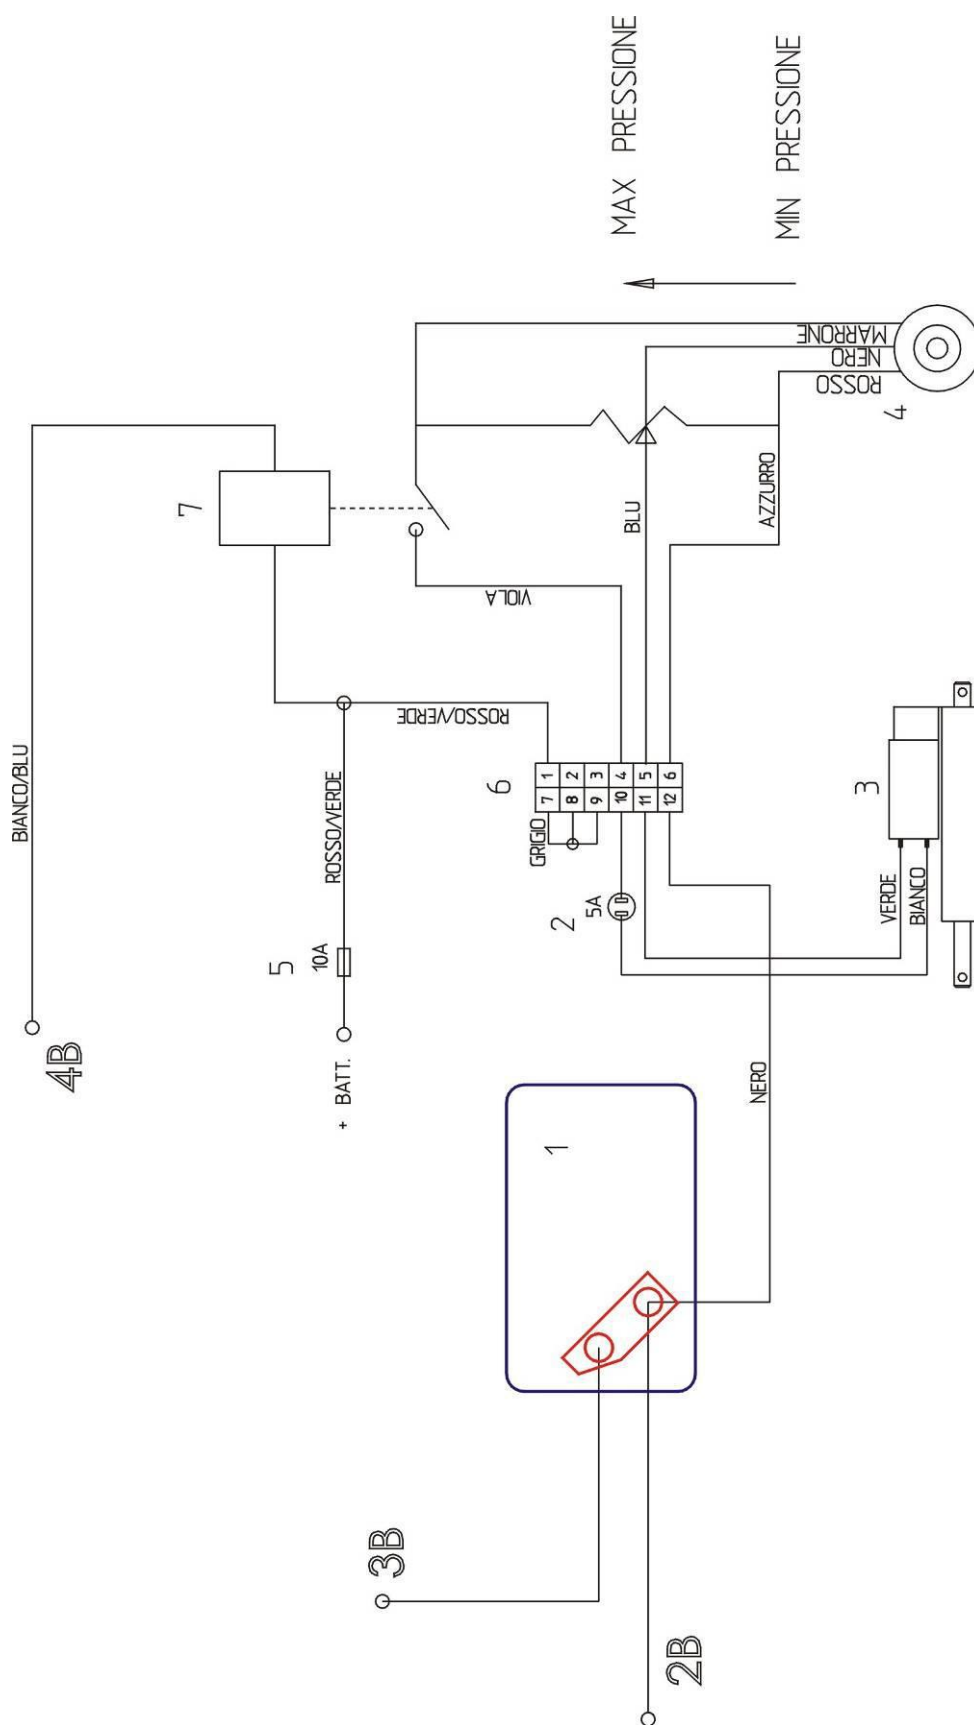 4B
BIANCO/BLU
7
+ BATT.
10A
5
ROSSO/VERDE
ROSSO/VERDE
VIOLA
MAX PRESSIONE
MIN PRESSIONE
3B
2B
1
NERO
2
5A
GRIGIO
6
7 1
8 2
9 3
10 4
11 5
12 6
BLU
AZZURRO
MARRONE
NERO
ROSSO
4
3
VERDE
BIANCO